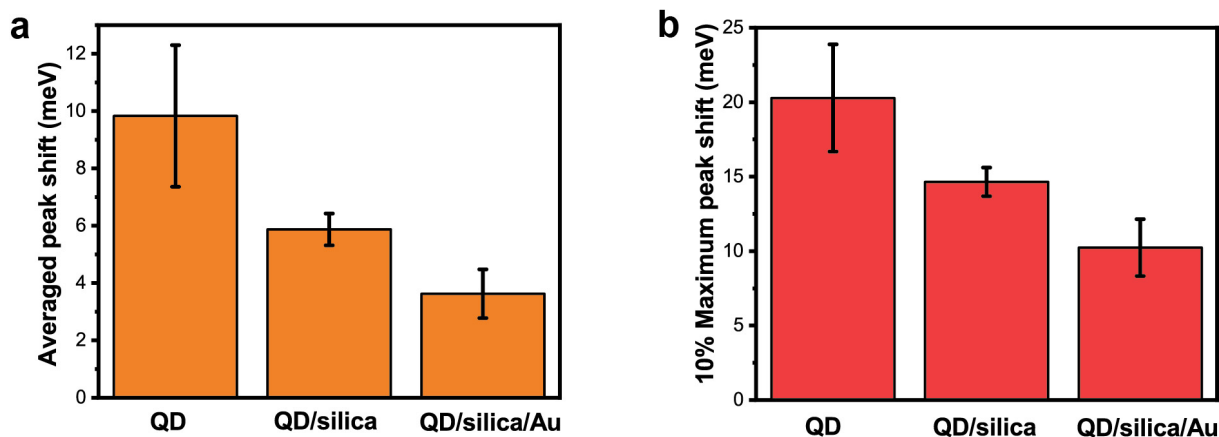 a
Averaged peak shift (meV)
12
10
8
6
4
2
0
QD
QD/silica
QD/silica/Au
b
10% Maximum peak shift (meV)
25
20
15
10
5
0
QD
QD/silica
QD/silica/Au